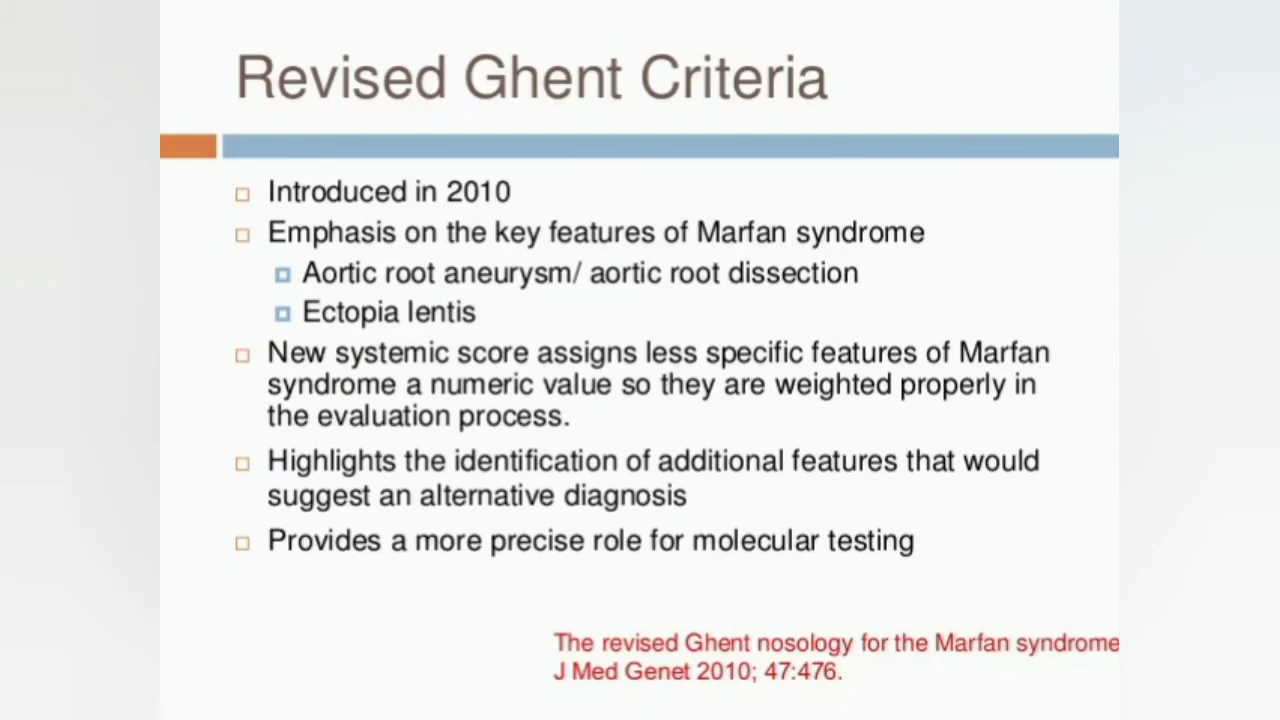 Revised Ghent Criteria
Introduced in 2010
Emphasis on the key features of Marfan syndrome
Aortic root aneurysm/ aortic root dissection
Ectopia lentis
New systemic score assigns less specific features of Marfan
syndrome a numeric value so they are weighted properly in
the evaluation process.
Highlights the identification of additional features that would
suggest an alternative diagnosis
Provides a more precise role for molecular testing
The revised Ghent nosology for the Marfan syndrome
J Med Genet 2010; 47:476.